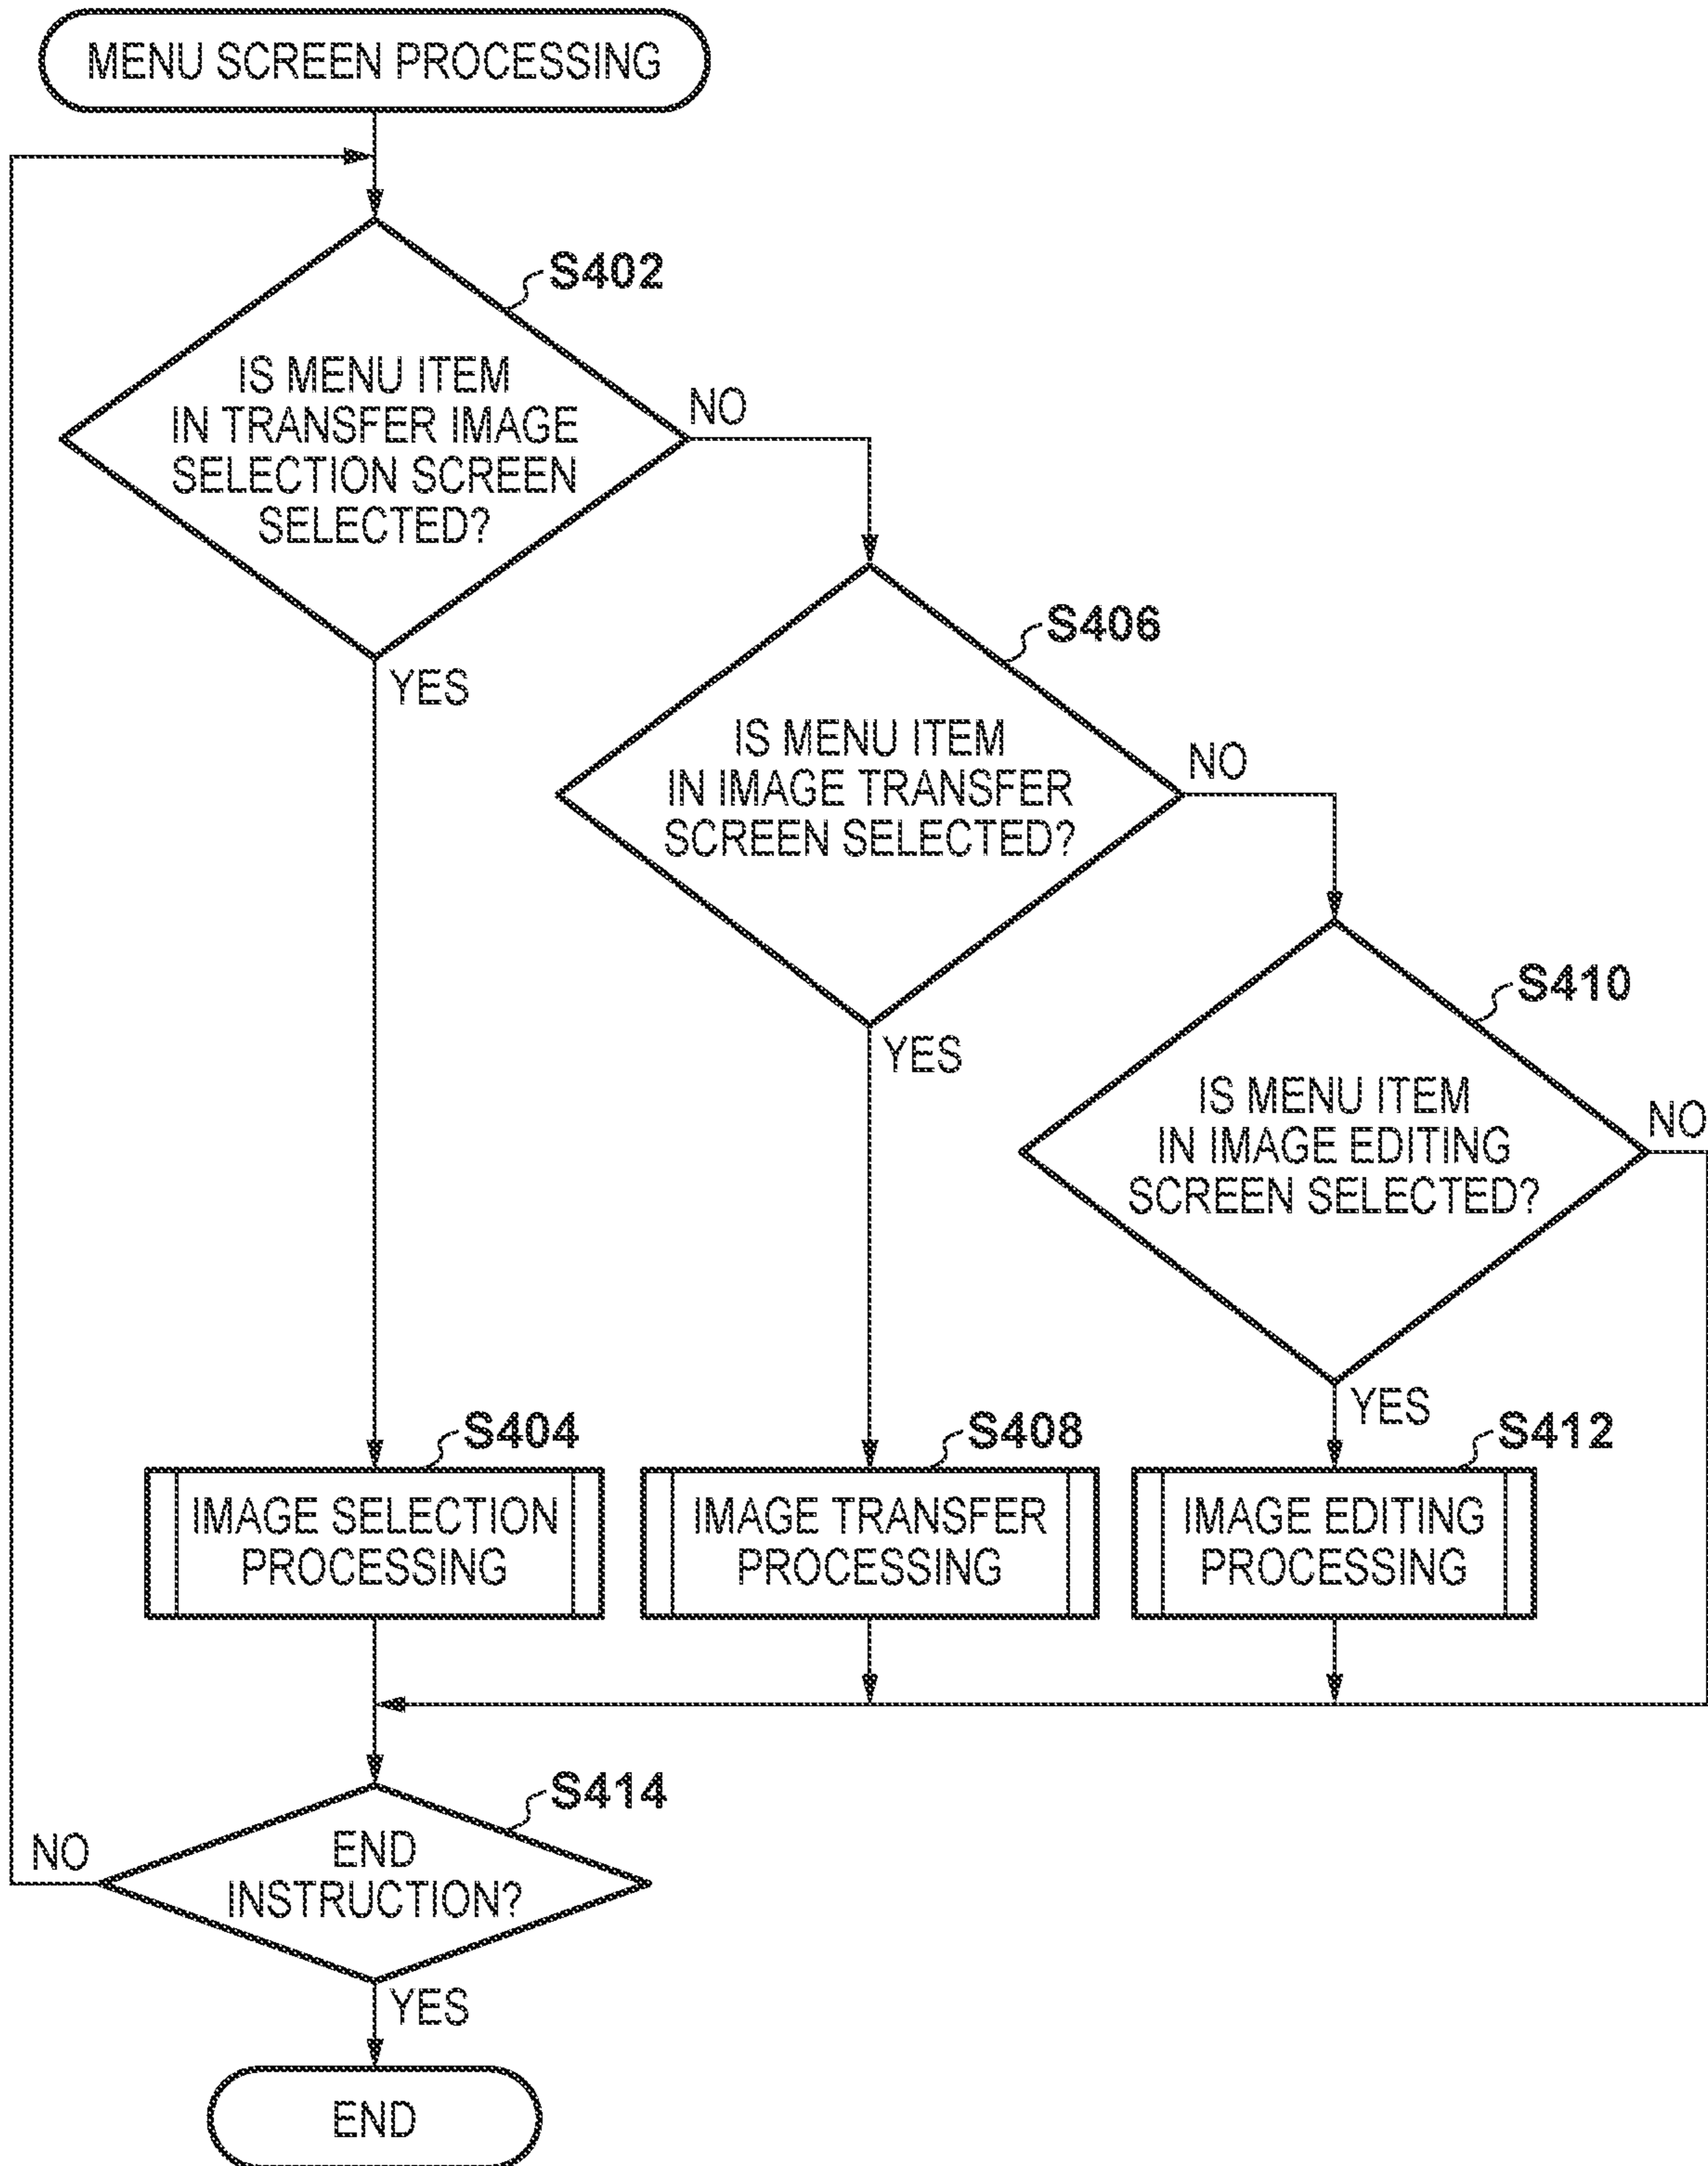 MENU SCREEN PROCESSING
S402
IS MENU ITEM
IN TRANSFER IMAGE
SELECTION SCREEN
SELECTED?
NO
YES
S406
IS MENU ITEM
IN IMAGE TRANSFER
SCREEN SELECTED?
NO
YES
S410
IS MENU ITEM
IN IMAGE EDITING
SCREEN SELECTED?
NO
YES
S404
IMAGE SELECTION
PROCESSING
S408
IMAGE TRANSFER
PROCESSING
S412
IMAGE EDITING
PROCESSING
S414
END
INSTRUCTION?
NO
YES
END